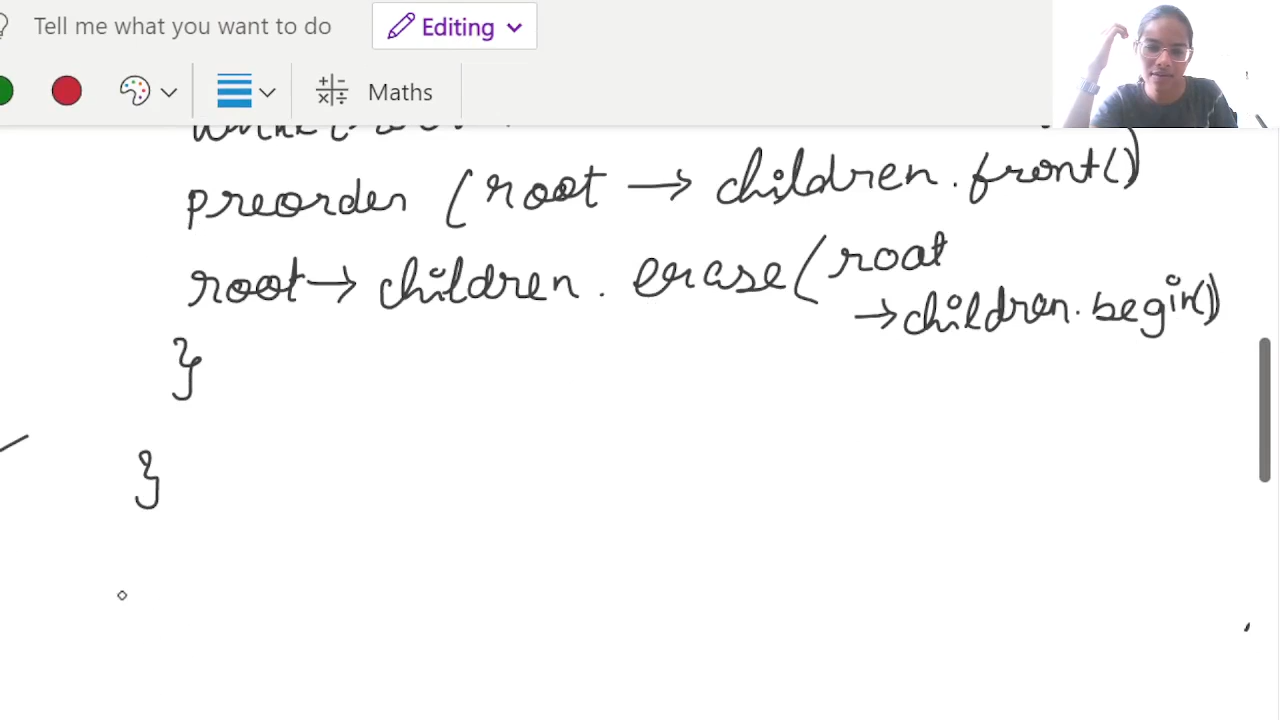 Tell me what you want to do Editing
Maths
preorder (root → children.front()
root → children. erase(root
→ children.begin())
}
}